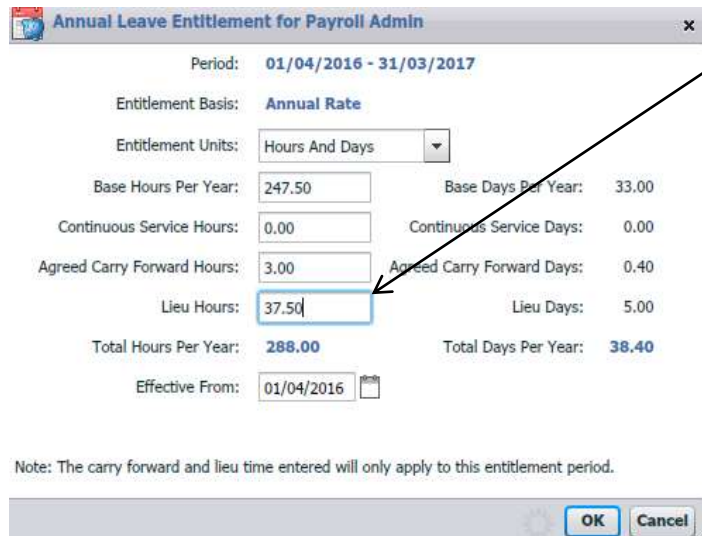 Annual Leave Entitlement for Payroll Admin x
Period: 01/04/2016 - 31/03/2017
Entitlement Basis: Annual Rate
Entitlement Units: Hours And Days
Base Hours Per Year: 247.50 Base Days Per Year: 33.00
Continuous Service Hours: 0.00 Continuous Service Days: 0.00
Agreed Carry Forward Hours: 3.00 Agreed Carry Forward Days: 0.40
Lieu Hours: 37.50 Lieu Days: 5.00
Total Hours Per Year: 288.00 Total Days Per Year: 38.40
Effective From: 01/04/2016
Note: The carry forward and lieu time entered will only apply to this entitlement period.
OK Cancel